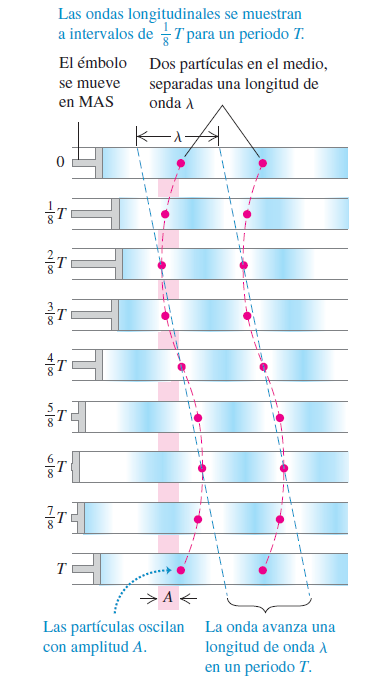 Las ondas longitudinales se muestran
a intervalos de 1/8 T para un periodo T.
El émbolo
se mueve
en MAS
Dos partículas en el medio,
separadas una longitud de
onda λ
λ
0
1/8 T
2/8 T
3/8 T
4/8 T
5/8 T
6/8 T
7/8 T
T
A
Las partículas oscilan
con amplitud A.
La onda avanza una
longitud de onda λ
en un periodo T.